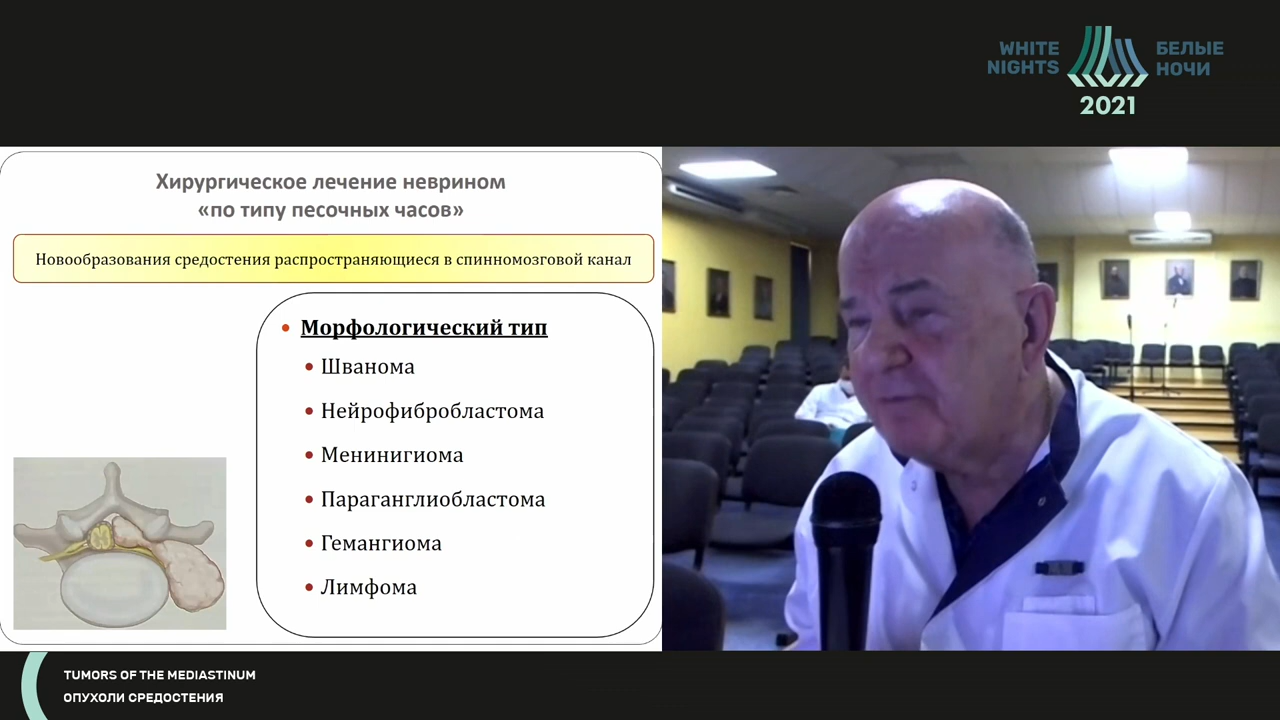 WHITE
NIGHTS
БЕЛЫЕ
НОЧИ
2021
Хирургическое лечение неврином
«по типу песочных часов»
Новообразования средостения распространяющиеся в спинномозговой канал
• Морфологический тип
• Шванома
• Нейрофибробластома
• Менинигиома
• Параганглиобластома
• Гемангиома
• Лимфома
TUMORS OF THE MEDIASTINUM
ОПУХОЛИ СРЕДОСТЕНИЯ